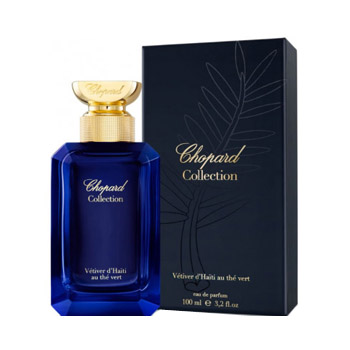 Chopard
Collection
Vétiver d'Haïti
au thé vert
Chopard
Collection
Vétiver d'Haïti au thé vert
eau de parfum
100 ml ℮ 3,2 fl.oz